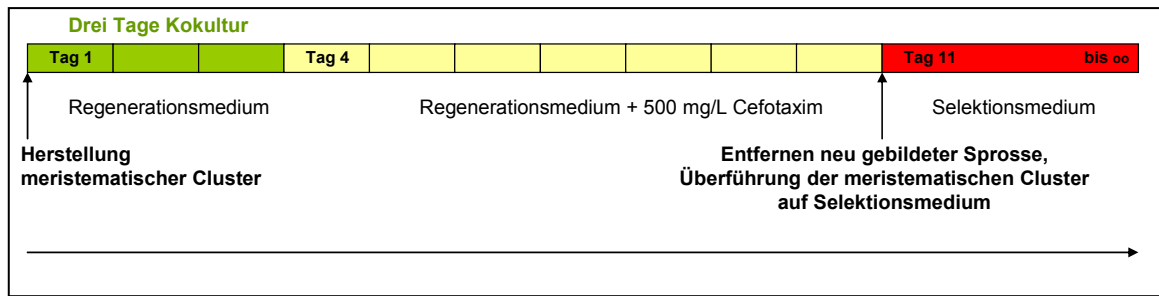 Drei Tage Kokultur
Tag 1 Tag 4 Tag 11 bis oo
Regenerationsmedium Regenerationsmedium + 500 mg/L Cefotaxim Selektionsmedium
Herstellung
meristematischer Cluster
Entfernen neu gebildeter Sprosse,
Überführung der meristematischen Cluster
auf Selektionsmedium